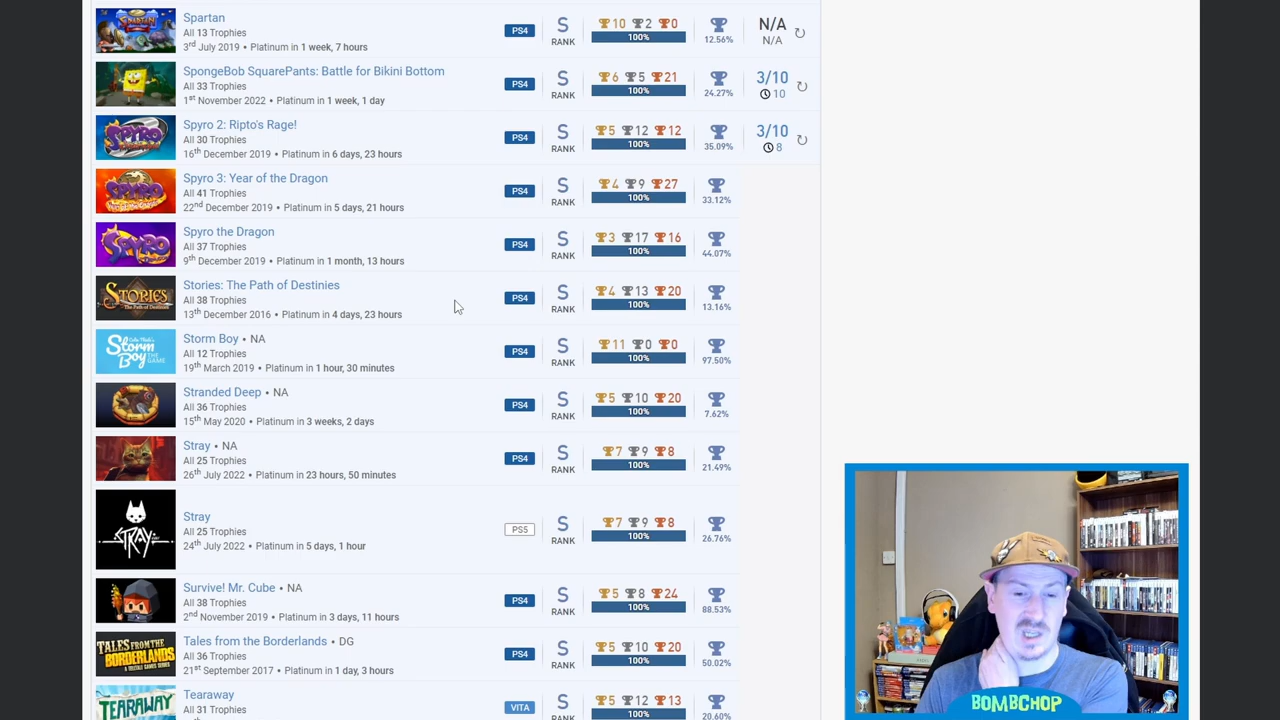 Spartan
All 13 Trophies
3rd July 2019 • Platinum in 1 week, 7 hours
PS4
S
RANK
10 2 0
100%
12.56%
N/A
N/A
SpongeBob SquarePants: Battle for Bikini Bottom
All 33 Trophies
1st November 2022 • Platinum in 1 week, 1 day
PS4
S
RANK
6 5 21
100%
24.27%
3/10
10
Spyro 2: Ripto's Rage!
All 30 Trophies
16th December 2019 • Platinum in 6 days, 23 hours
PS4
S
RANK
5 12 12
100%
35.09%
3/10
8
Spyro 3: Year of the Dragon
All 41 Trophies
22nd December 2019 • Platinum in 5 days, 21 hours
PS4
S
RANK
4 9 27
100%
33.12%
Spyro the Dragon
All 37 Trophies
9th December 2019 • Platinum in 1 month, 13 hours
PS4
S
RANK
3 17 16
100%
44.07%
STORIES
Stories: The Path of Destinies
All 38 Trophies
13th December 2016 • Platinum in 4 days, 23 hours
PS4
S
RANK
4 13 20
100%
13.16%
Storm Boy
THE GAME
Storm Boy • NA
All 12 Trophies
19th March 2019 • Platinum in 1 hour, 30 minutes
PS4
S
RANK
11 0 0
100%
97.50%
Stranded Deep • NA
All 36 Trophies
15th May 2020 • Platinum in 3 weeks, 2 days
PS4
S
RANK
5 10 20
100%
7.62%
Stray • NA
All 25 Trophies
26th July 2022 • Platinum in 23 hours, 50 minutes
PS4
S
RANK
7 9 8
100%
21.49%
STRAY
Stray
All 25 Trophies
24th July 2022 • Platinum in 5 days, 1 hour
PS5
S
RANK
7 9 8
100%
26.76%
Survive! Mr. Cube • NA
All 38 Trophies
2nd November 2019 • Platinum in 3 days, 11 hours
PS4
S
RANK
5 8 24
100%
88.53%
TALES FROM THE
BORDERLANDS
Tales from the Borderlands • DG
All 36 Trophies
21st September 2017 • Platinum in 1 day, 3 hours
PS4
S
RANK
5 10 20
100%
50.02%
TEARAWAY
Tearaway
All 31 Trophies
VITA
S
RANK
5 12 13
100%
20.60%
BOMBCHOP